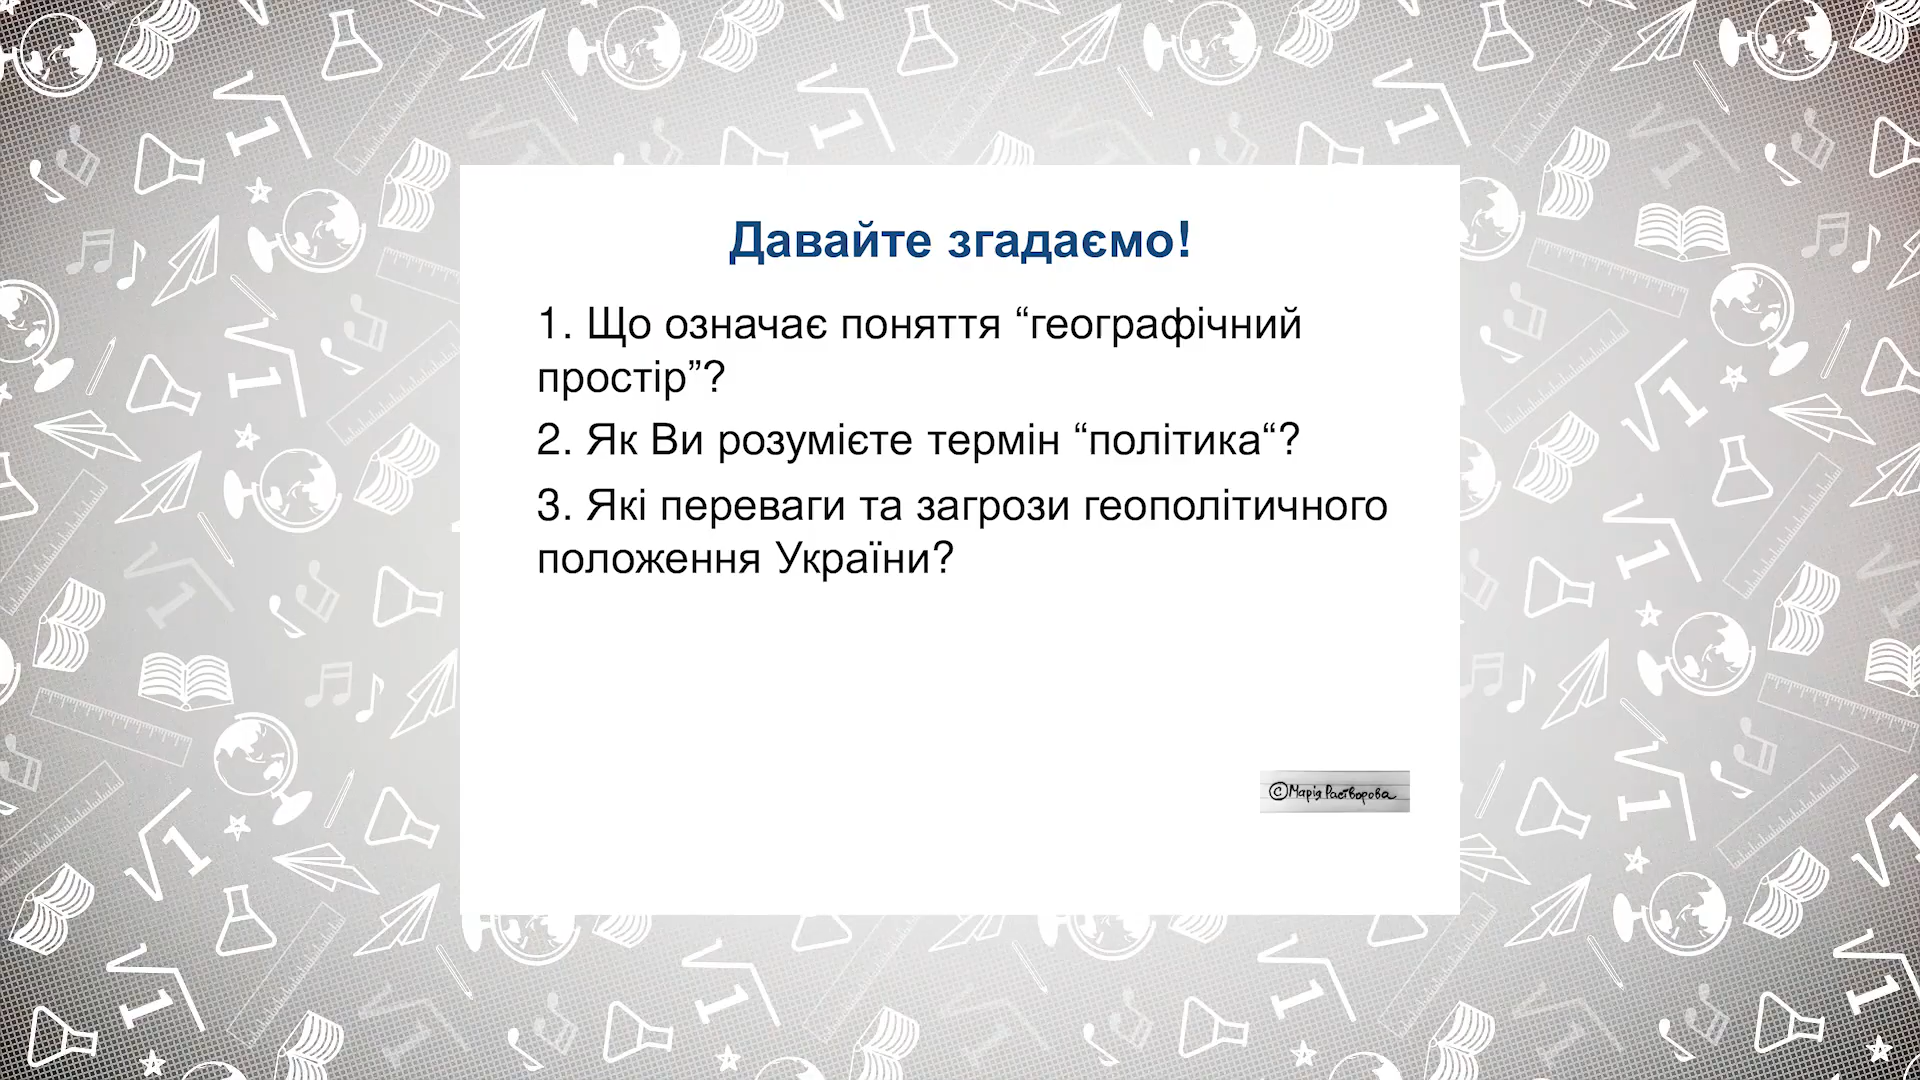 Давайте згадаємо!
1. Що означає поняття “географічний
простір”?
2. Як Ви розумієте термін “політика“?
3. Які переваги та загрози геополітичного
положення України?
©Марія Растворова